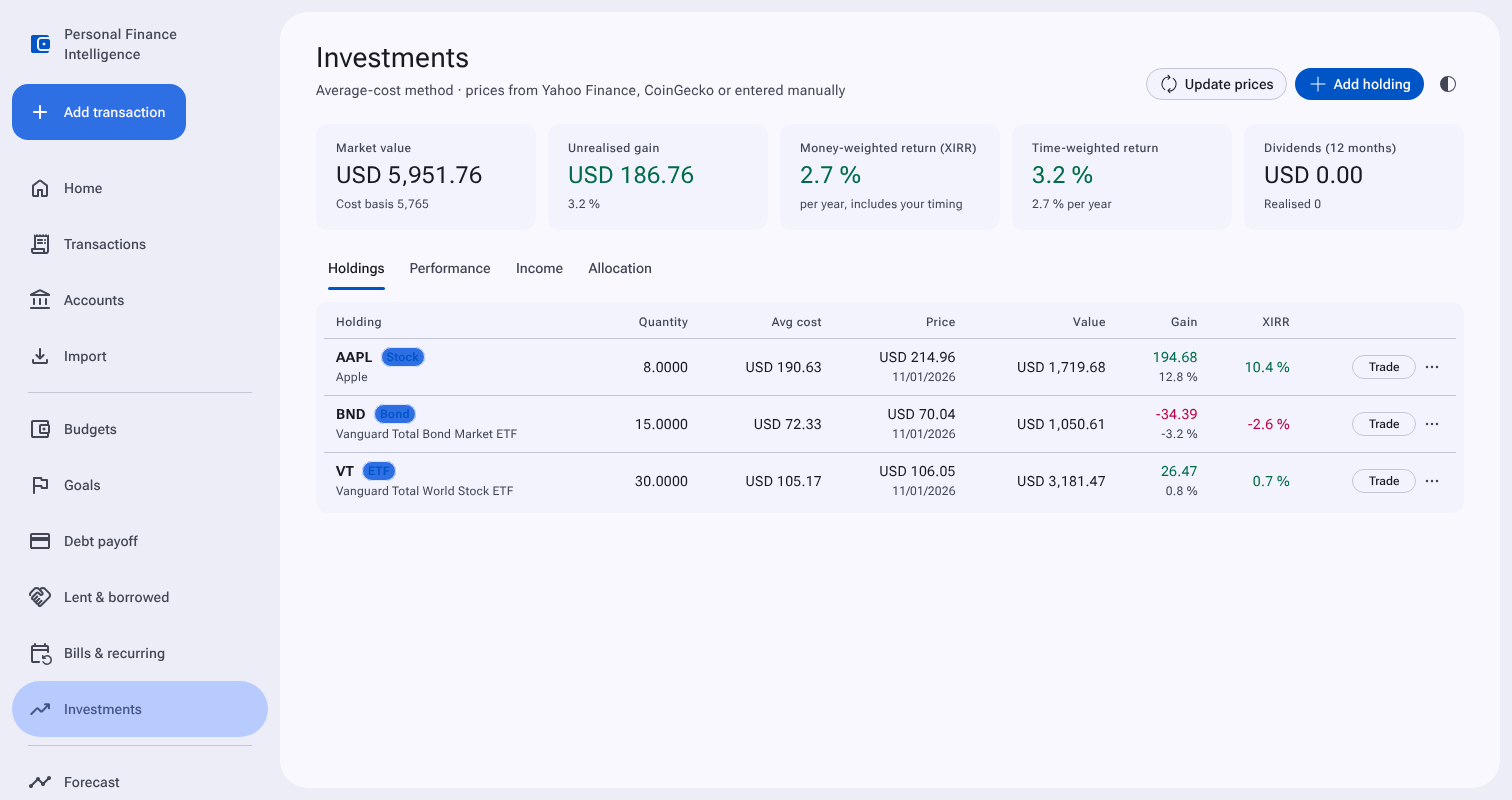 Personal Finance
Intelligence
Add transaction
Home
Transactions
Accounts
Import
Budgets
Goals
Debt payoff
Lent & borrowed
Bills & recurring
Investments
Forecast
Investments
Average-cost method · prices from Yahoo Finance, CoinGecko or entered manually
Update prices
Add holding
Market value
USD 5,951.76
Cost basis 5,765
Unrealised gain
USD 186.76
3.2 %
Money-weighted return (XIRR)
2.7 %
per year, includes your timing
Time-weighted return
3.2 %
2.7 % per year
Dividends (12 months)
USD 0.00
Realised 0
Holdings Performance Income Allocation
Holding Quantity Avg cost Price Value Gain XIRR
AAPL Stock 8.0000 USD 190.63 USD 214.96 USD 1,719.68 194.68 10.4 % Trade
Apple 11/01/2026 12.8 %
BND Bond 15.0000 USD 72.33 USD 70.04 USD 1,050.61 -34.39 -2.6 % Trade
Vanguard Total Bond Market ETF 11/01/2026 -3.2 %
VT ETF 30.0000 USD 105.17 USD 106.05 USD 3,181.47 26.47 0.7 % Trade
Vanguard Total World Stock ETF 11/01/2026 0.8 %